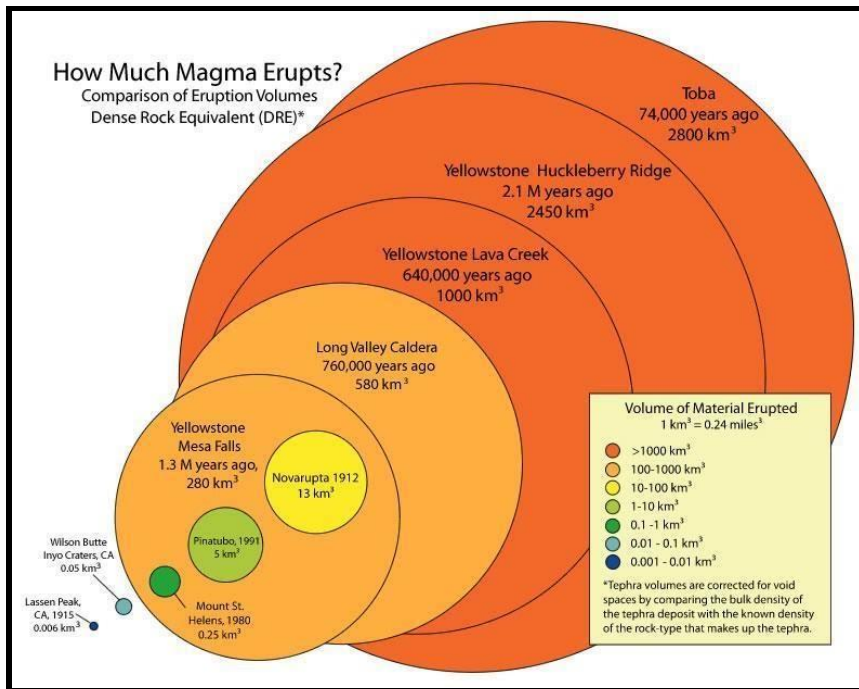 How Much Magma Erupts?
Comparison of Eruption Volumes
Dense Rock Equivalent (DRE)*
Toba
74,000 years ago
2800 km³
Yellowstone Huckleberry Ridge
2.1 M years ago
2450 km³
Yellowstone Lava Creek
640,000 years ago
1000 km³
Long Valley Caldera
760,000 years ago
580 km³
Yellowstone
Mesa Falls
1.3 M years ago,
280 km³
Novarupta 1912
13 km³
Pinatubo, 1991
5 km³
Wilson Butte
Inyo Craters, CA
0.05 km³
Lassen Peak,
CA, 1915
0.006 km³
Mount St.
Helens, 1980
0.25 km³
Volume of Material Erupted
1 km³ = 0.24 miles³
>1000 km³
100-1000 km³
10-100 km³
1-10 km³
0.1 -1 km³
0.01 - 0.1 km³
0.001 - 0.01 km³
*Tephra volumes are corrected for void
spaces by comparing the bulk density of
the tephra deposit with the known density
of the rock-type that makes up the tephra.